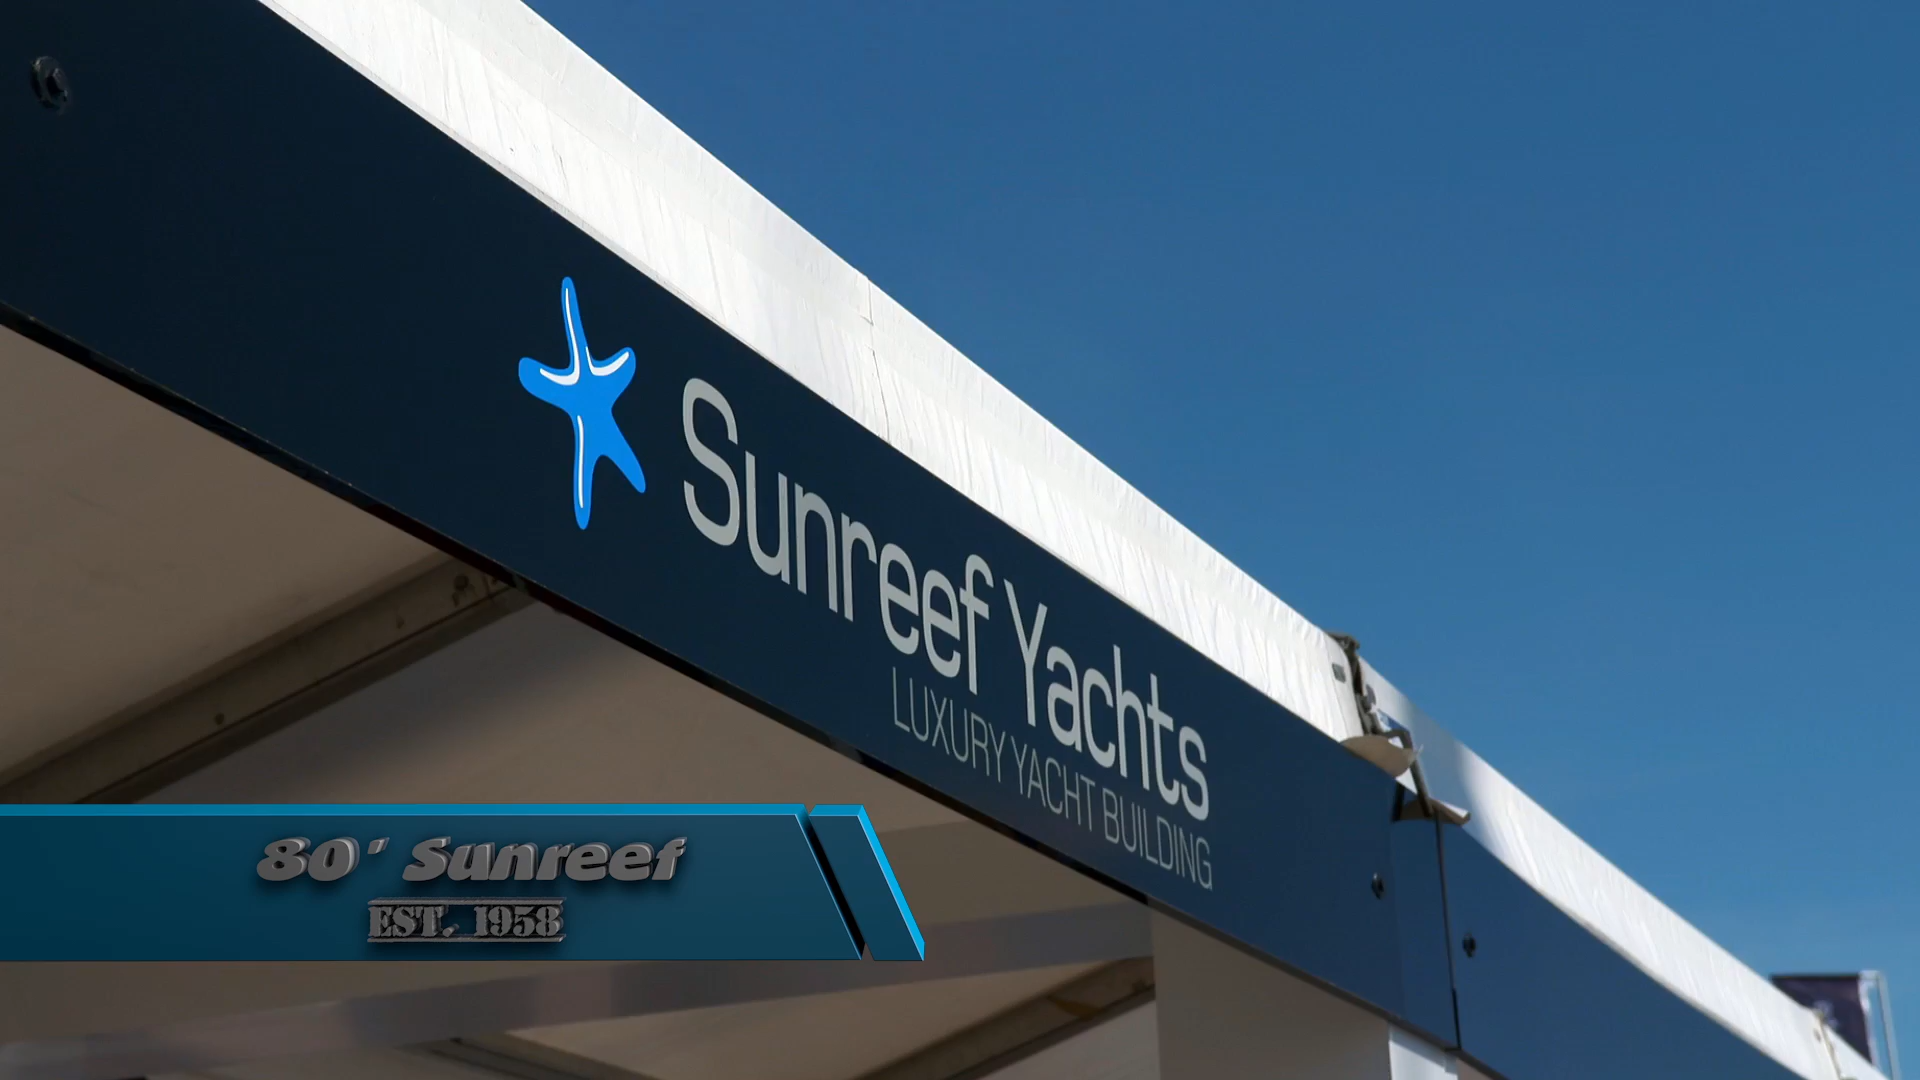 Sunreef Yachts
LUXURY YACHT BUILDING
80' Sunreef
EST. 1958